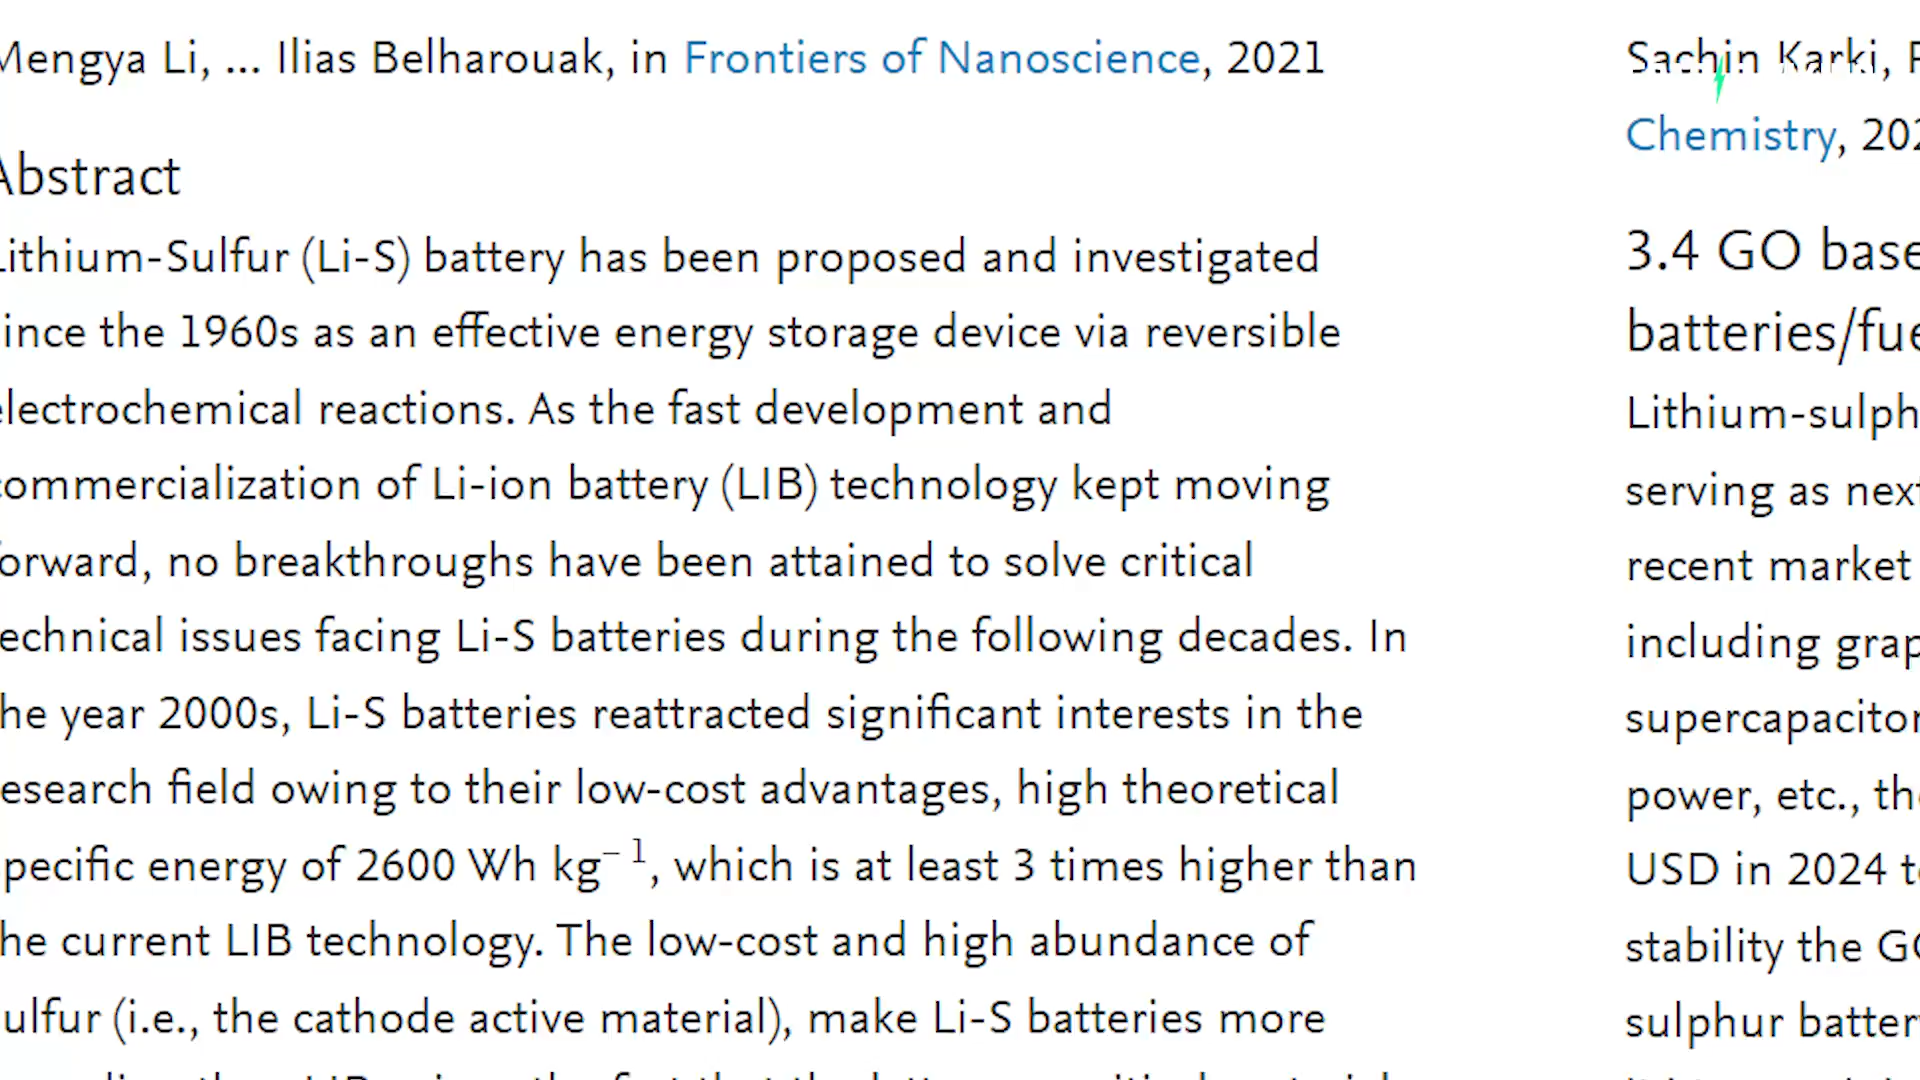 Mengya Li, ... Ilias Belharouak, in Frontiers of Nanoscience, 2021
Abstract
Lithium-Sulfur (Li-S) battery has been proposed and investigated
ince the 1960s as an effective energy storage device via reversible
electrochemical reactions. As the fast development and
commercialization of Li-ion battery (LIB) technology kept moving
forward, no breakthroughs have been attained to solve critical
echnical issues facing Li-S batteries during the following decades. In
he year 2000s, Li-S batteries reattracted significant interests in the
esearch field owing to their low-cost advantages, high theoretical
pecific energy of 2600 Wh kg⁻¹, which is at least 3 times higher than
he current LIB technology. The low-cost and high abundance of
ulfur (i.e., the cathode active material), make Li-S batteries more
Sachin Karki,
Chemistry, 202
3.4 GO base
batteries/fue
Lithium-sulph
serving as next
recent market
including grap
supercapacitor
power, etc., the
USD in 2024 to
stability the GO
sulphur batter